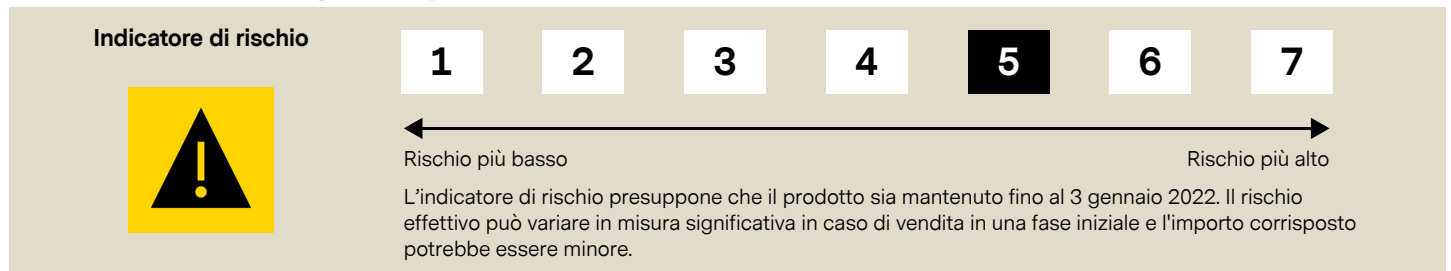 Indicatore di rischio
1 2 3 4 5 6 7
Rischio più basso Rischio più alto
L'indicatore di rischio presuppone che il prodotto sia mantenuto fino al 3 gennaio 2022. Il rischio
effettivo può variare in misura significativa in caso di vendita in una fase iniziale e l'importo corrisposto
potrebbe essere minore.